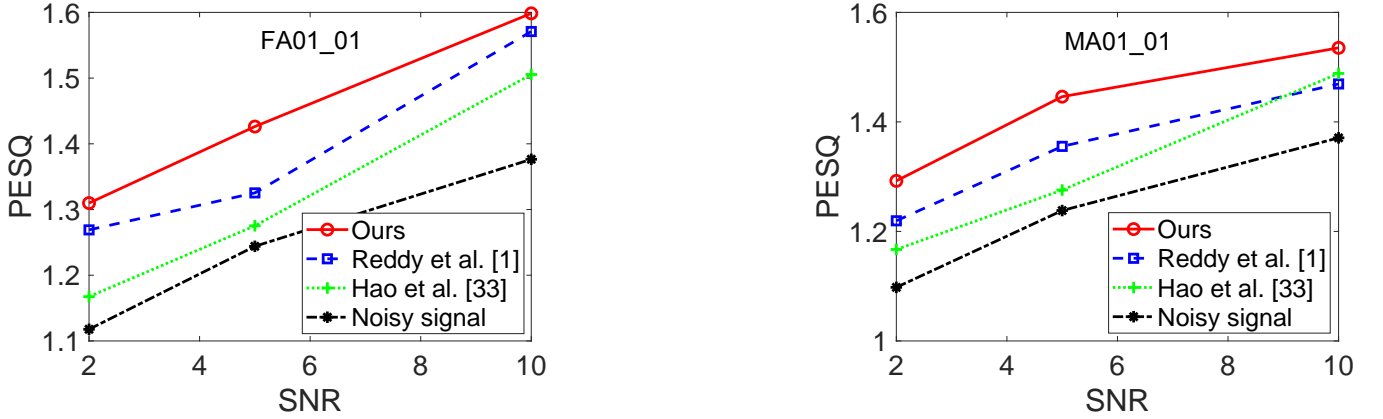 FA01_01
PESQ
1.6
1.5
1.4
1.3
1.2
1.1
2
4
6
8
10
SNR
Ours
Reddy et al. [1]
Hao et al. [33]
Noisy signal
MA01_01
PESQ
1.6
1.4
1.2
1
2
4
6
8
10
SNR
Ours
Reddy et al. [1]
Hao et al. [33]
Noisy signal